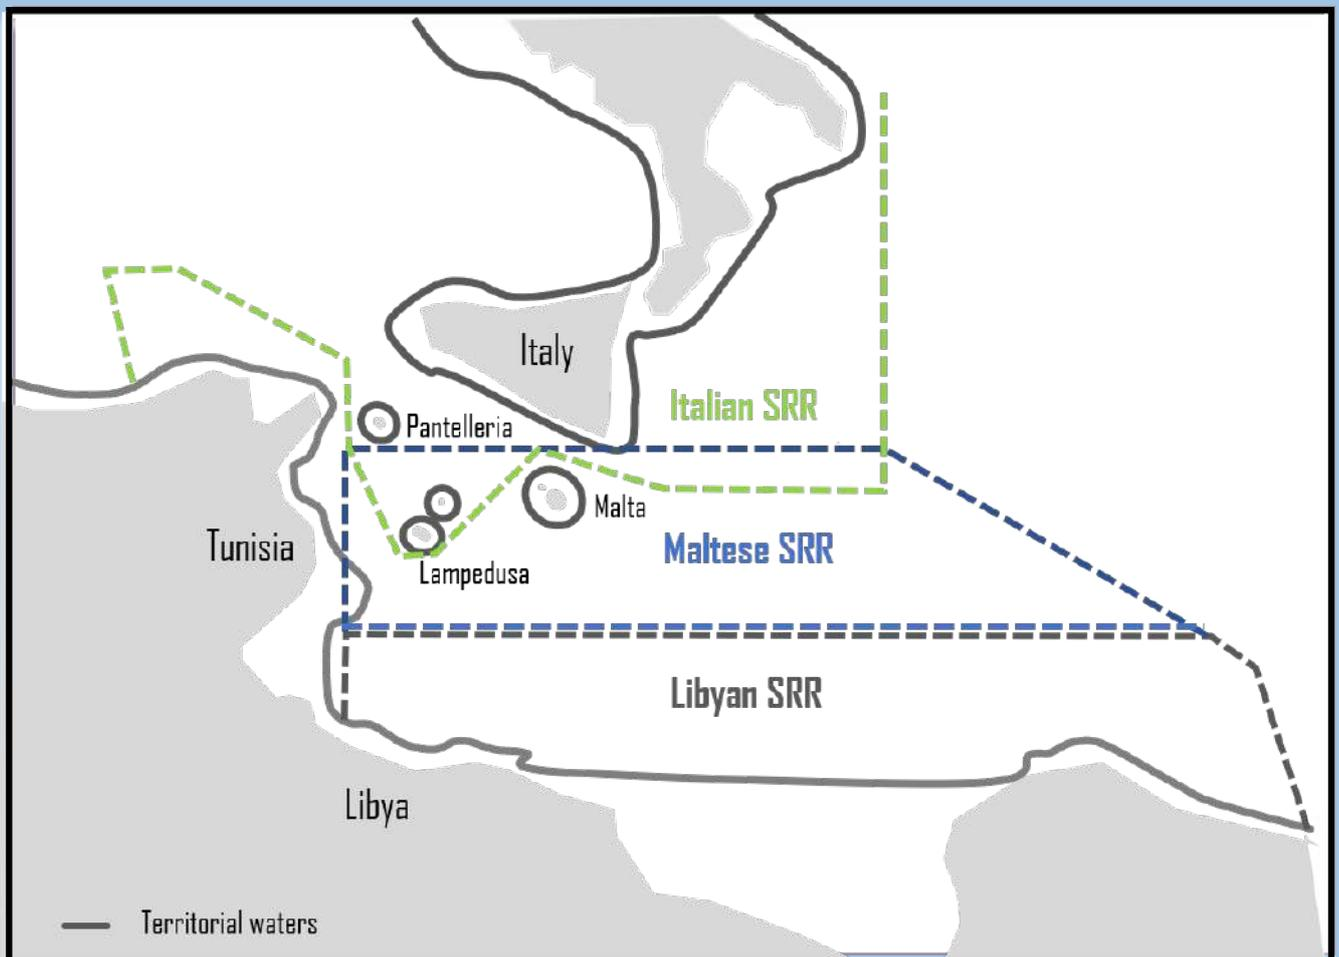 Italy
Italian SRR
Pantelleria
Malta
Tunisia
Maltese SRR
Lampedusa
Libyan SRR
Libya
Territorial waters